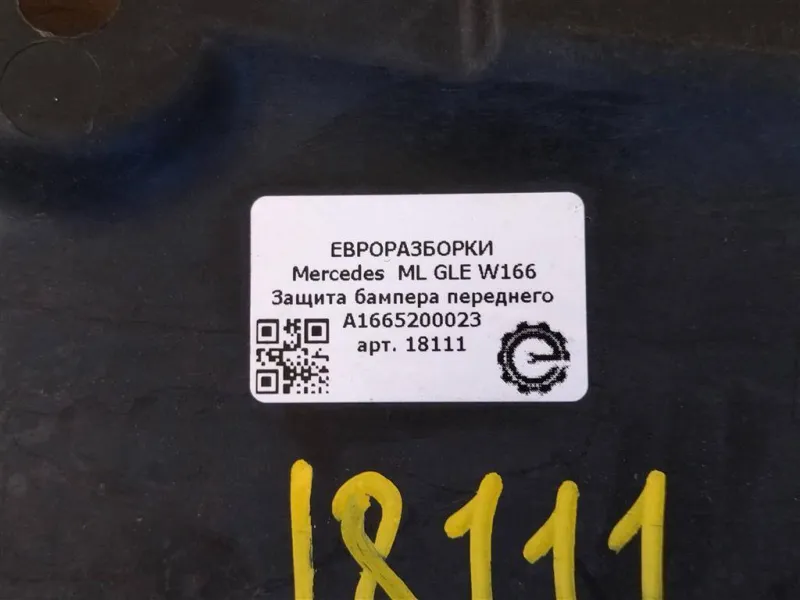 ЕВРОРАЗБОРКИ
Mercedes ML GLE W166
Защита бампера переднего
A1665200023
арт. 18111
18111